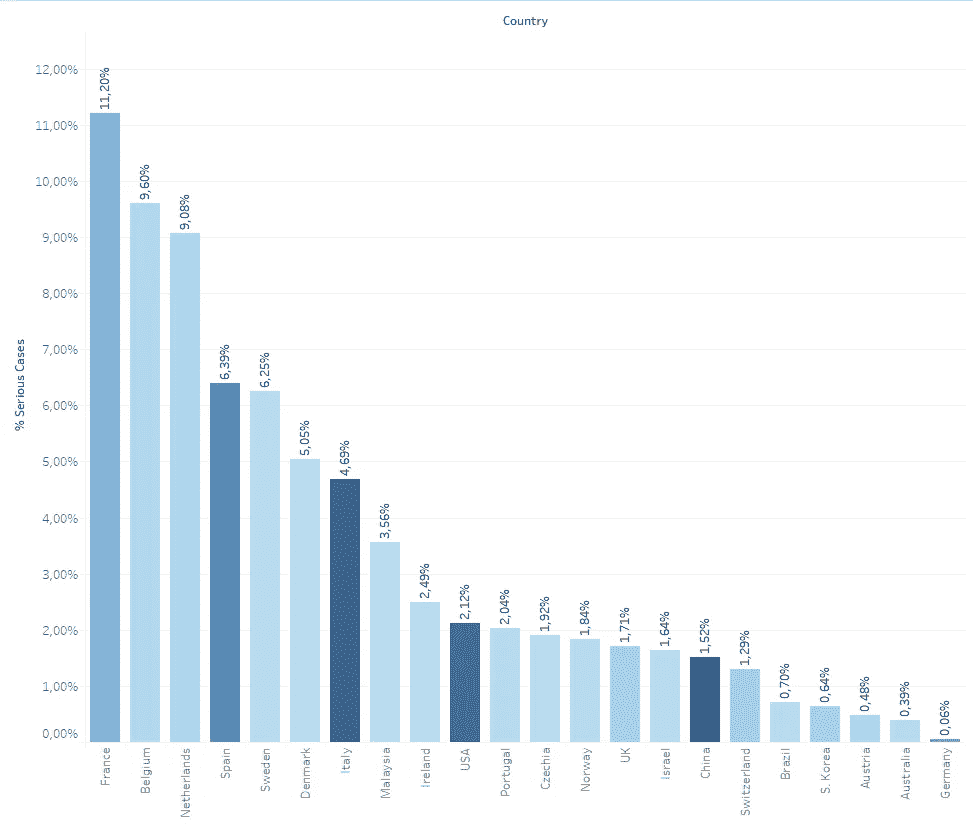 Country
% Serious Cases
12,00%
11,00%
10,00%
9,00%
8,00%
7,00%
6,00%
5,00%
4,00%
3,00%
2,00%
1,00%
0,00%
11,20%
9,60%
9,08%
6,39%
6,25%
5,05%
4,69%
3,56%
2,49%
2,12%
2,04%
1,92%
1,84%
1,71%
1,64%
1,52%
1,29%
0,70%
0,64%
0,48%
0,39%
0,06%
France
Belgium
Netherlands
Spain
Sweden
Denmark
Italy
Malaysia
Ireland
USA
Portugal
Czechia
Norway
UK
Israel
China
Switzerland
Brazil
S. Korea
Austria
Australia
Germany